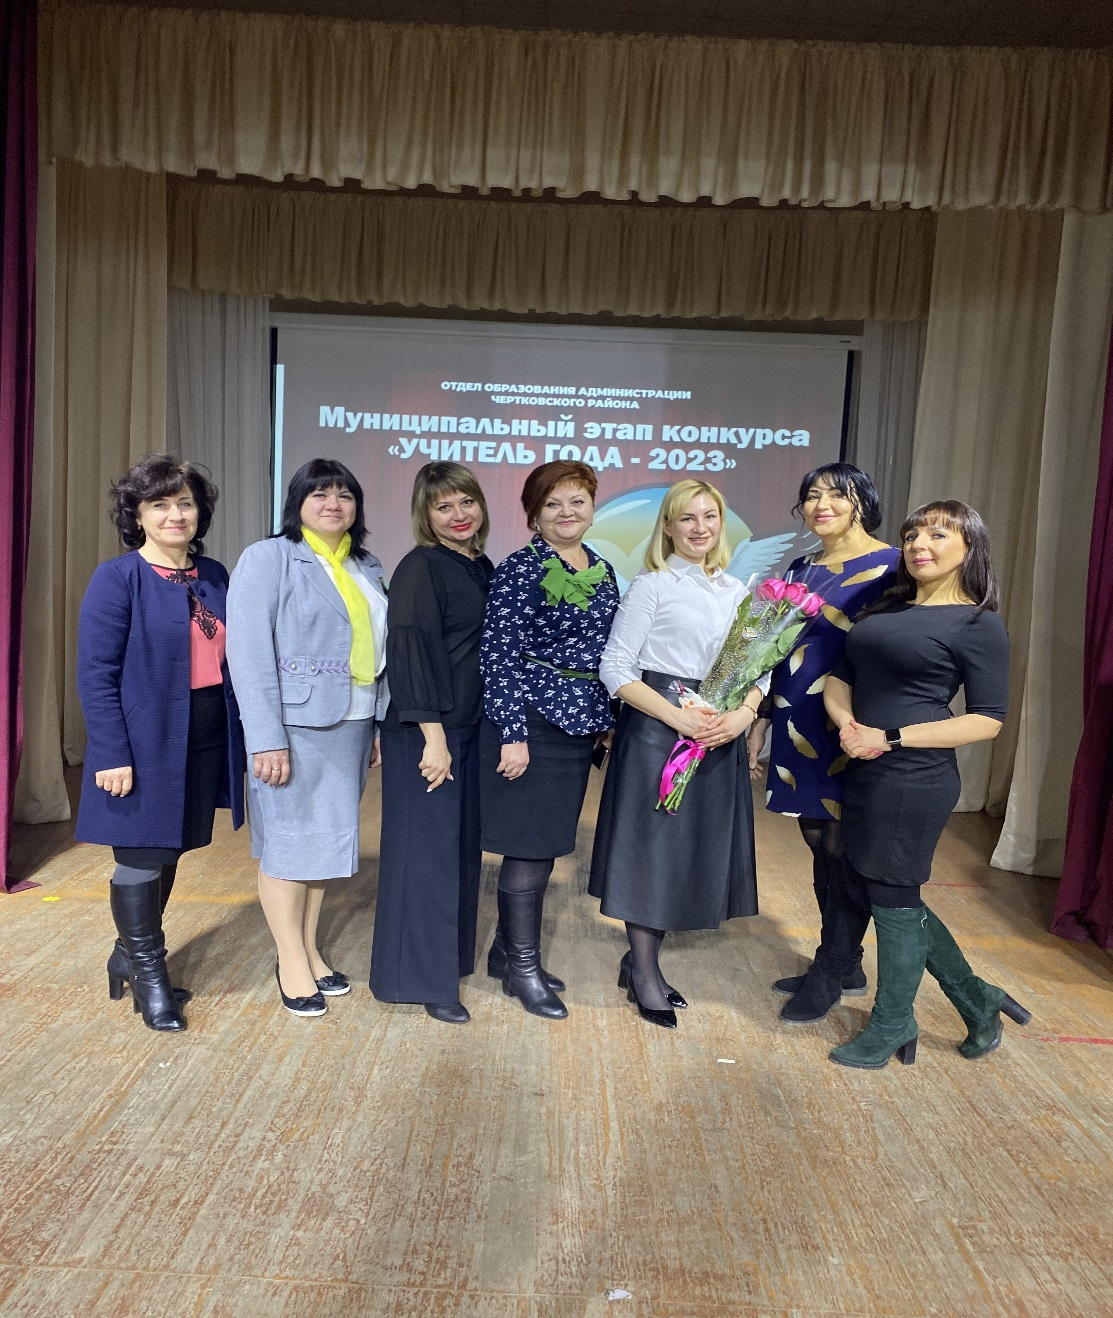 ОТДЕЛ ОБРАЗОВАНИЯ АДМИНИСТРАЦИИ
ЧЕРТКОВСКОГО РАЙОНА
Муниципальный этап конкурса
«УЧИТЕЛЬ ГОДА - 2023»